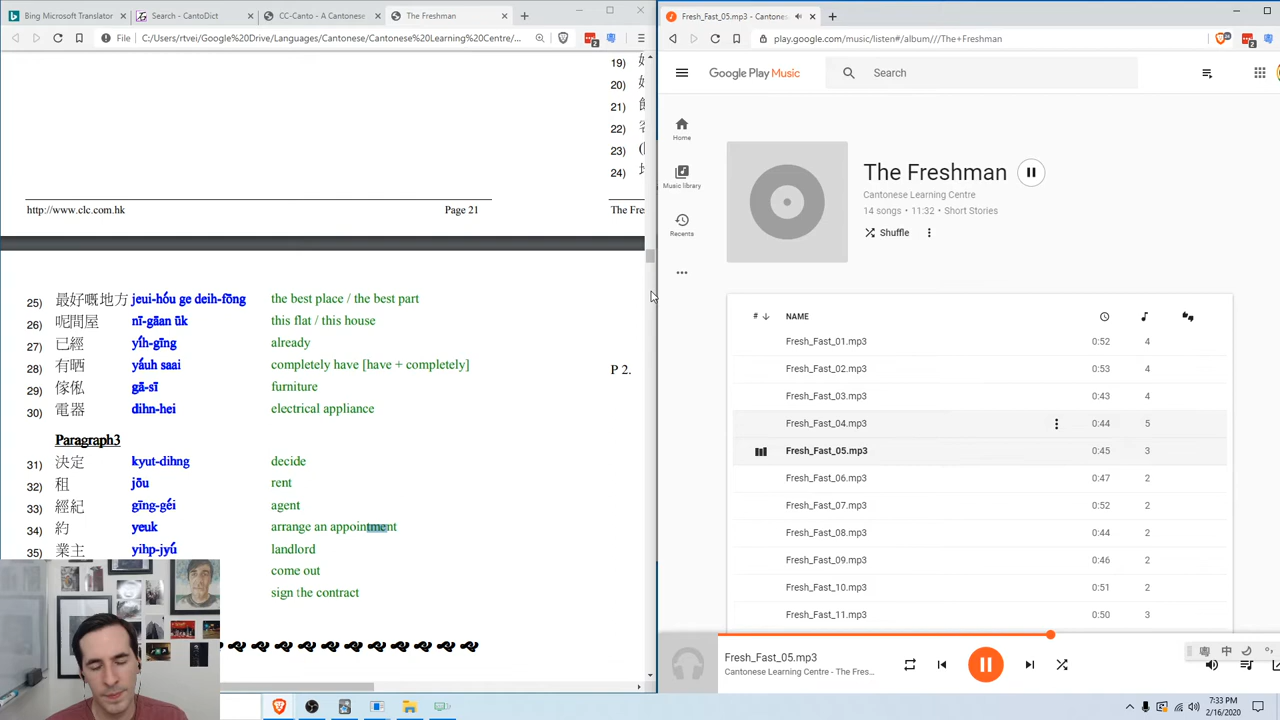 Bing Microsoft Translator
Search - CantoDict
CC-Canto - A Cantonese
The Freshman
File
C:/Users/rtvei/Google%20Drive/Languages/Cantonese/Cantonese%20Learning%20Centre/...
http://www.clc.com.hk
Page 21
The Fre
19)
20)
21)
22)
23)
24)
25) 最好嘅地方 jeui-hóu ge deih-fōng the best place / the best part
26) 呢間屋 nī-gāan ūk this flat / this house
27) 已經 yíh-gīng already
28) 有晒 yáuh saai completely have [have + completely]
29) 傢俬 gā-sī furniture
30) 電器 dihn-hei electrical appliance
P 2.
Paragraph3
31) 決定 kyut-dihng decide
32) 租 jōu rent
33) 經紀 gīng-géi agent
34) 約 yeuk arrange an appointment
35) 業主 yihp-jyú landlord
come out
sign the contract
Fresh_Fast_05.mp3 - Cantones
play.google.com/music/listen#/album///The+Freshman
Google Play Music
Search
Home
Music library
Recents
The Freshman
Cantonese Learning Centre
14 songs • 11:32 • Short Stories
Shuffle
# NAME
Fresh_Fast_01.mp3 0:52 4
Fresh_Fast_02.mp3 0:53 4
Fresh_Fast_03.mp3 0:43 4
Fresh_Fast_04.mp3 0:44 5
Fresh_Fast_05.mp3 0:45 3
Fresh_Fast_06.mp3 0:47 2
Fresh_Fast_07.mp3 0:52 2
Fresh_Fast_08.mp3 0:44 2
Fresh_Fast_09.mp3 0:46 2
Fresh_Fast_10.mp3 0:51 2
Fresh_Fast_11.mp3 0:50 3
Fresh_Fast_05.mp3
Cantonese Learning Centre - The Fres...
中
7:33 PM
2/16/2020